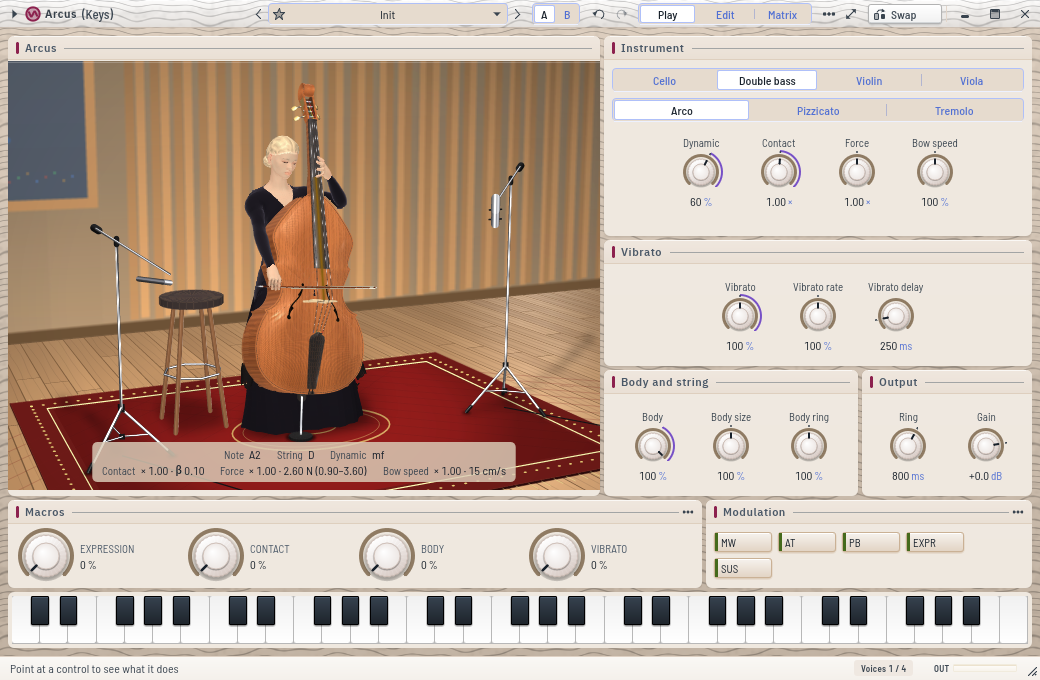 Arcus (Keys)
Init
A B
Play Edit Matrix
Swap
Arcus
Instrument
Cello Double bass Violin Viola
Arco Pizzicato Tremolo
Dynamic Contact Force Bow speed
60 % 1.00 × 1.00 × 100 %
Vibrato
Vibrato Vibrato rate Vibrato delay
100 % 100 % 250 ms
Body and string
Body Body size Body ring
100 % 100 % 100 %
Output
Ring Gain
800 ms +0.0 dB
Note A2 String D Dynamic mf
Contact × 1.00 · β 0.10 Force × 1.00 · 2.60 N (0.90–3.60) Bow speed × 1.00 · 15 cm/s
Macros
EXPRESSION
0 %
CONTACT
0 %
BODY
0 %
VIBRATO
0 %
Modulation
MW AT PB EXPR
SUS
Point at a control to see what it does
Voices 1 / 4 OUT